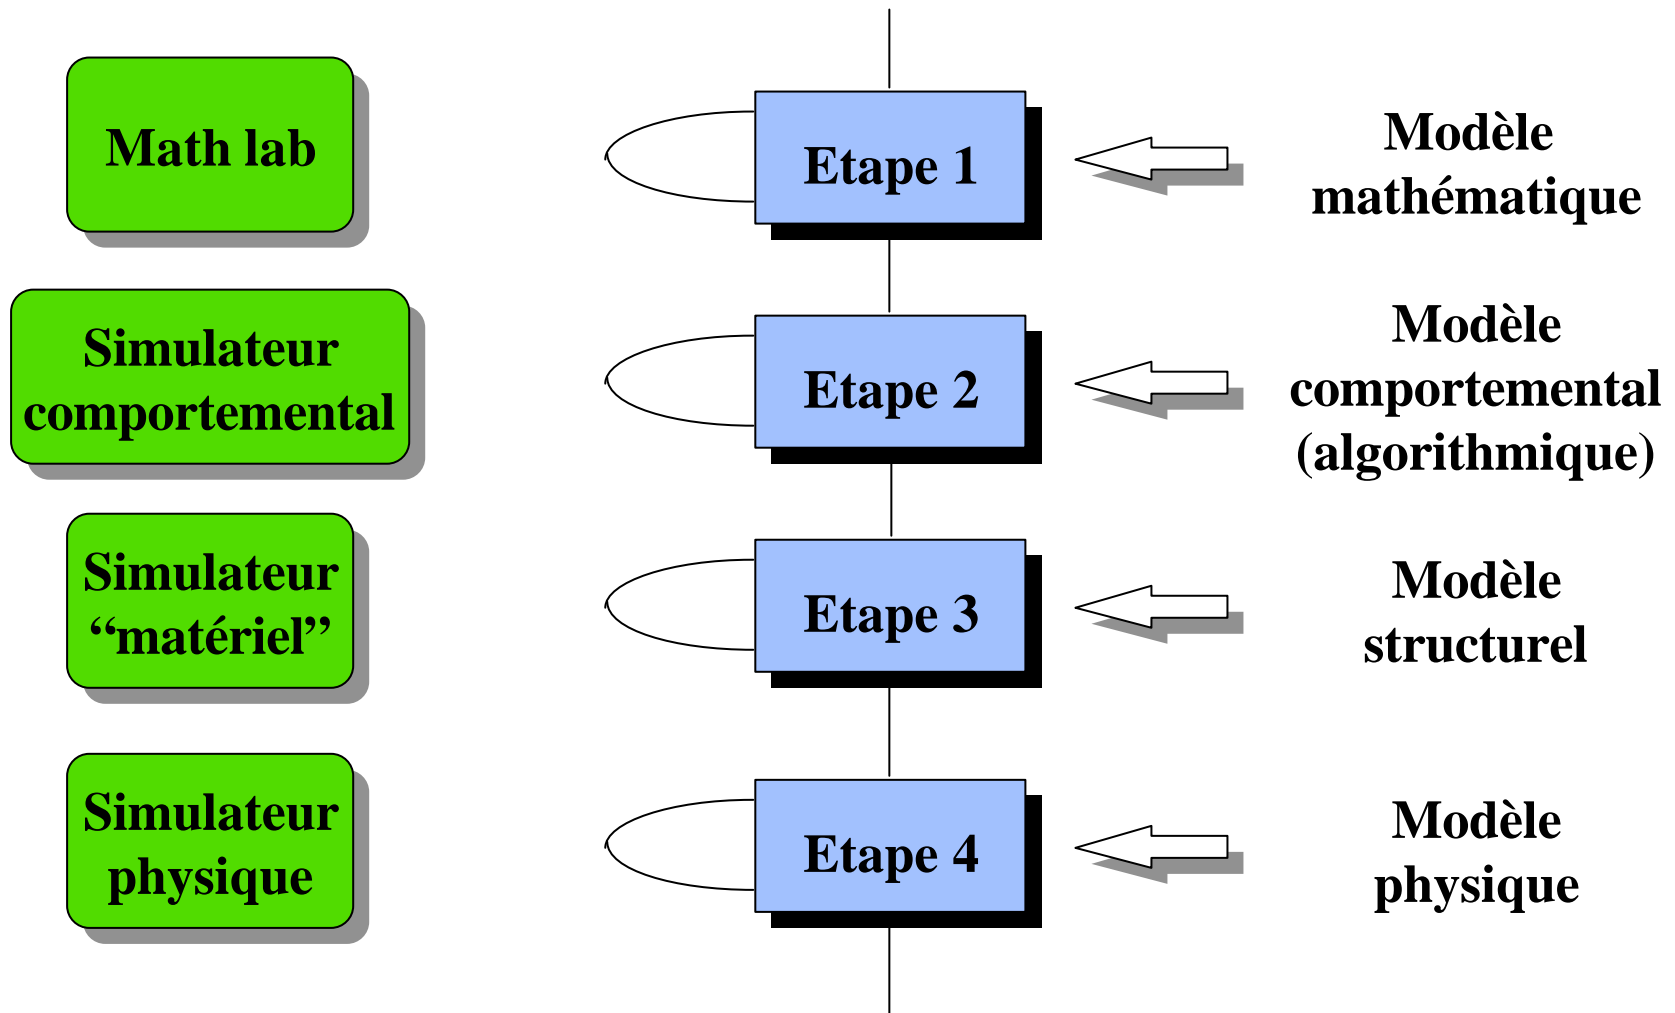 Math lab
Etape 1
Modèle
mathématique
Simulateur
comportemental
Etape 2
Modèle
comportemental
(algorithmique)
Simulateur
“matériel”
Etape 3
Modèle
structurel
Simulateur
physique
Etape 4
Modèle
physique